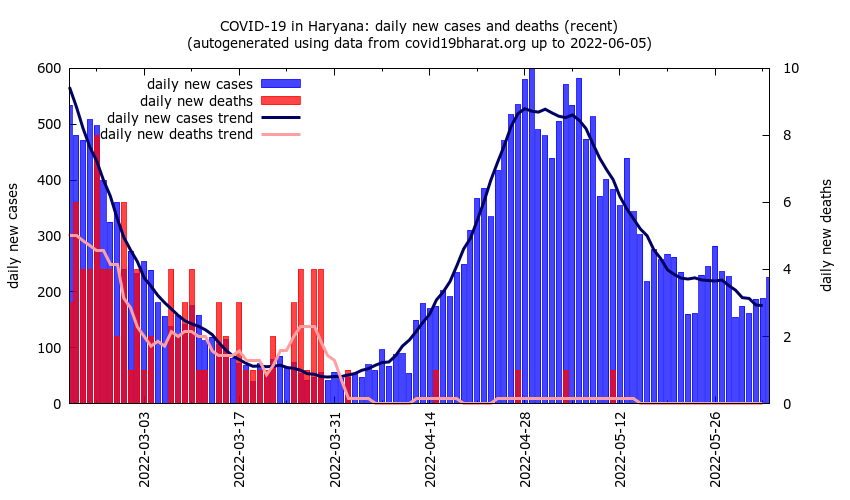 COVID-19 in Haryana: daily new cases and deaths (recent)
(autogenerated using data from covid19bharat.org up to 2022-06-05)
600
500
400
300
200
100
0
10
8
6
4
2
0
daily new cases
daily new deaths
daily new cases
daily new deaths
daily new cases trend
daily new deaths trend
2022-03-03
2022-03-17
2022-03-31
2022-04-14
2022-04-28
2022-05-12
2022-05-26